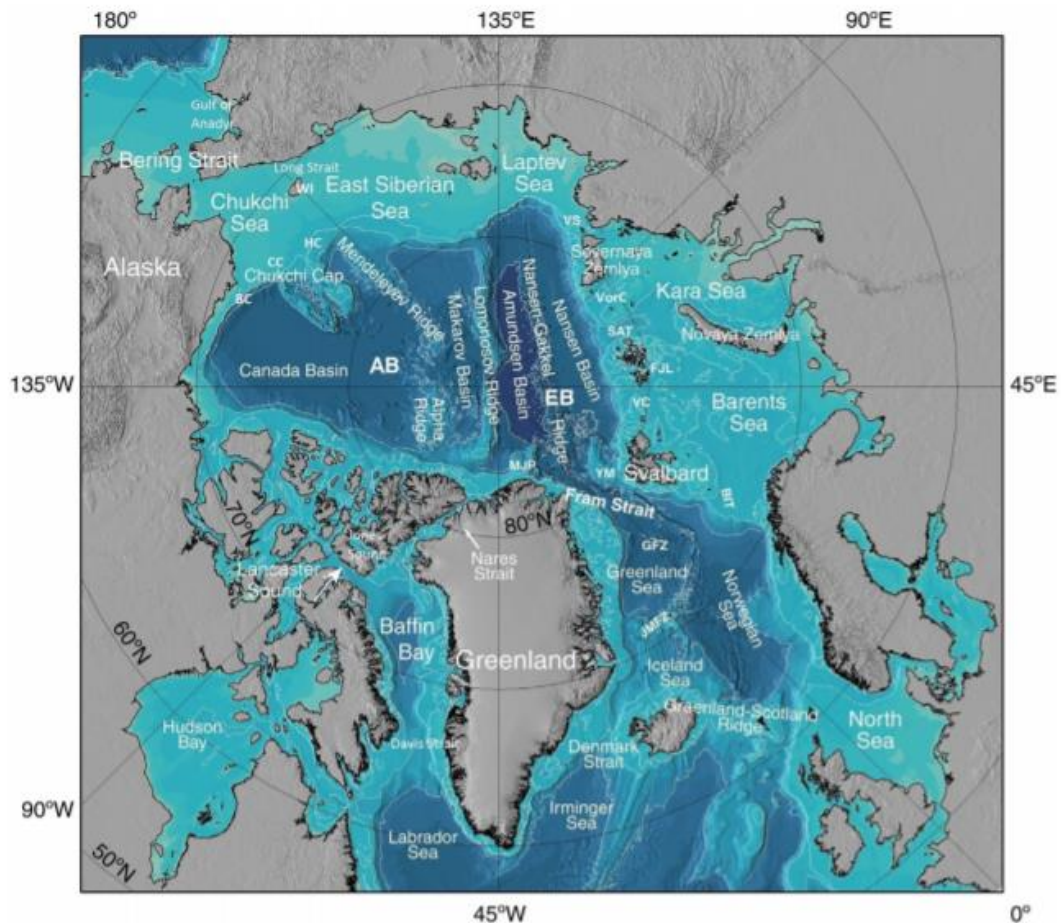 180°
135°E
90°E
Gulf of
Anadyr
Bering Strait
Long Strait
WI
East Siberian
Sea
Laptev
Sea
Chukchi
Sea
VS
HC
CC
Chukchi Cap
BC
Mendeleyev Ridge
Severnaya
Zemlya
Alaska
VorC
Kara Sea
SAT
Novaya Zemlya
FJL
135°W
Canada Basin
AB
Alpha
Ridge
Makarov Basin
Lomonosov Ridge
Amundsen Basin
Nansen-Gakkel
Ridge
EB
Nansen Basin
VC
Barents
Sea
45°E
MJP
YM
Svalbard
BIT
Fram Strait
70°N
80°N
Jones
Sound
Nares
Strait
Lancaster
Sound
GFZ
Greenland
Sea
Norwegian
Sea
JMFZ
60°N
Baffin
Bay
Greenland
Iceland
Sea
Greenland-Scotland
Ridge
Hudson
Bay
Davis Strait
Denmark
Strait
North
Sea
90°W
Labrador
Sea
Irminger
Sea
50°N
45°W
0°